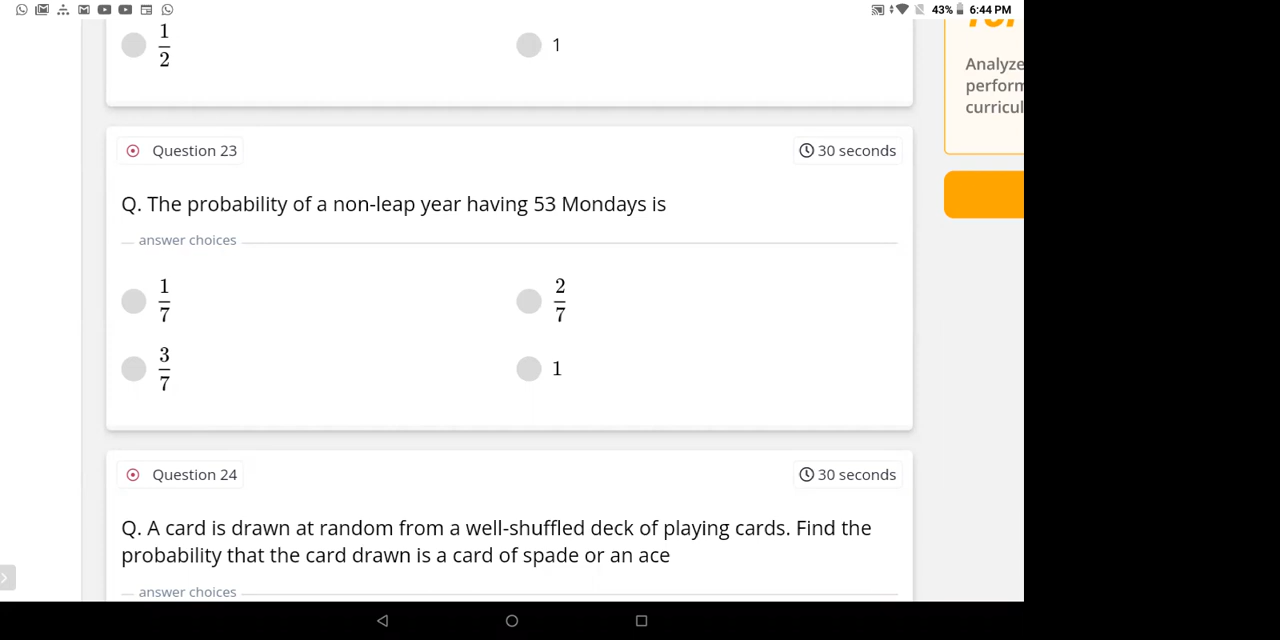 43% 6:44 PM
1
2
1
Analyze
perform
curricul
Question 23
30 seconds
Q. The probability of a non-leap year having 53 Mondays is
answer choices
1
7
2
7
3
7
1
Question 24
30 seconds
Q. A card is drawn at random from a well-shuffled deck of playing cards. Find the
probability that the card drawn is a card of spade or an ace
answer choices